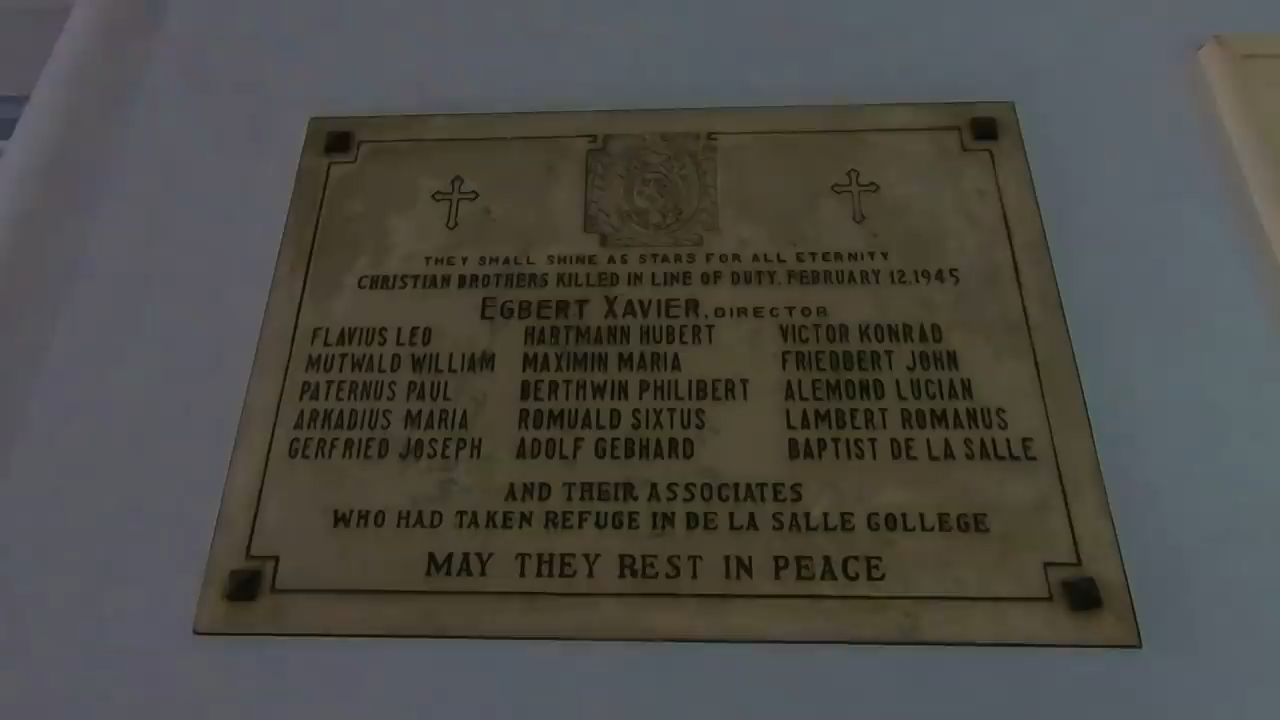 THEY SHALL SHINE AS STARS FOR ALL ETERNITY
CHRISTIAN BROTHERS KILLED IN LINE OF DUTY, FEBRUARY 12, 1945
EGBERT XAVIER, DIRECTOR
FLAVIUS LEO HARTMANN HUBERT VICTOR KONRAD
MUTWALD WILLIAM MAXIMIN MARIA FRIEDBERT JOHN
PATERNUS PAUL BERTHWIN PHILIBERT ALEMOND LUCIAN
ARKADIUS MARIA ROMUALD SIXTUS LAMBERT ROMANUS
GERFRIED JOSEPH ADOLF GEBHARD BAPTIST DE LA SALLE
AND THEIR ASSOCIATES
WHO HAD TAKEN REFUGE IN DE LA SALLE COLLEGE
MAY THEY REST IN PEACE